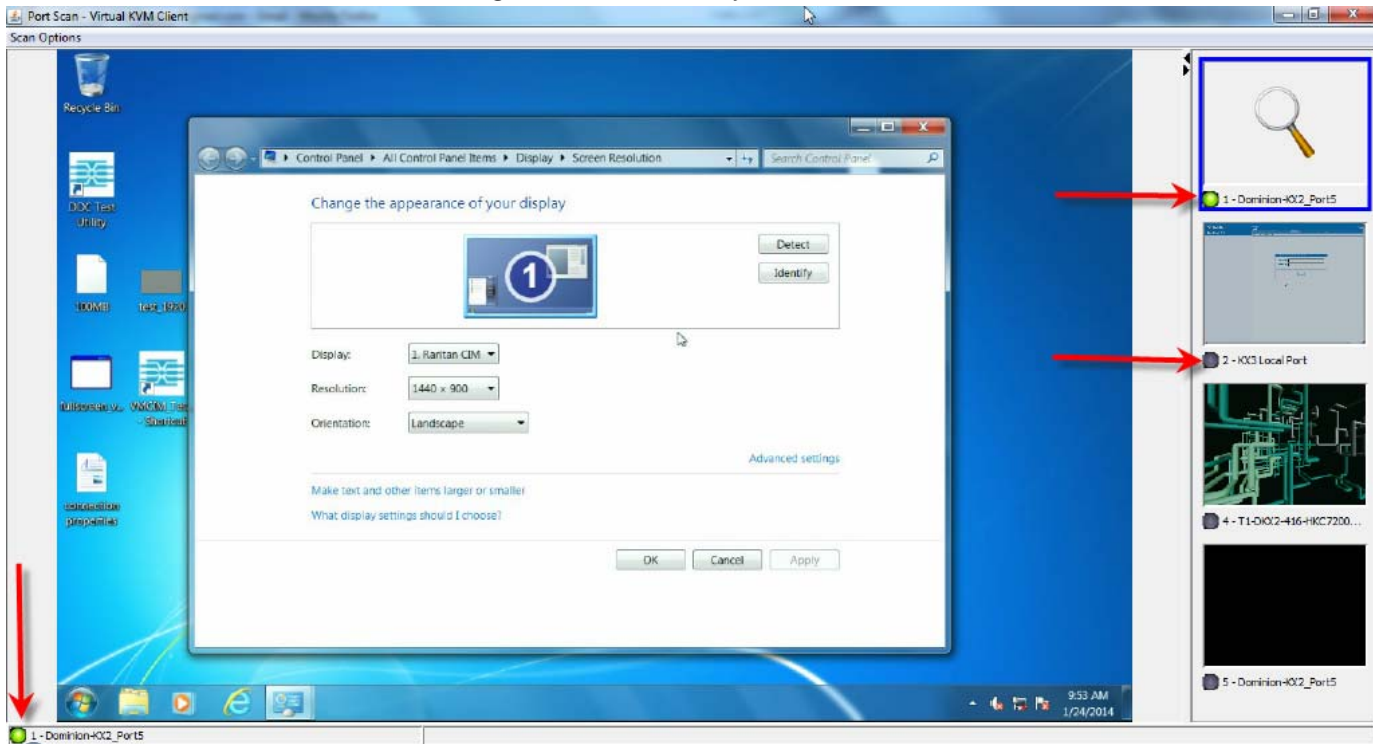 Port Scan - Virtual KVM Client
Scan Options
Recycle Bin
DDC Test
Utility
100MB
connection
properties
Control Panel ▸ All Control Panel Items ▸ Display ▸ Screen Resolution
Search Control Panel
Change the appearance of your display
1
Detect
Identify
Display: 1. Raritan CIM
Resolution: 1440 × 900
Orientation: Landscape
Advanced settings
Make text and other items larger or smaller
What display settings should I choose?
OK Cancel Apply
9:53 AM
1/24/2014
1 - Dominion-KX2_Port5
2 - KX3 Local Port
4 - T1-DKX2-416-HKC7200...
5 - Dominion-KX2_Port5
1 - Dominion-KX2_Port5